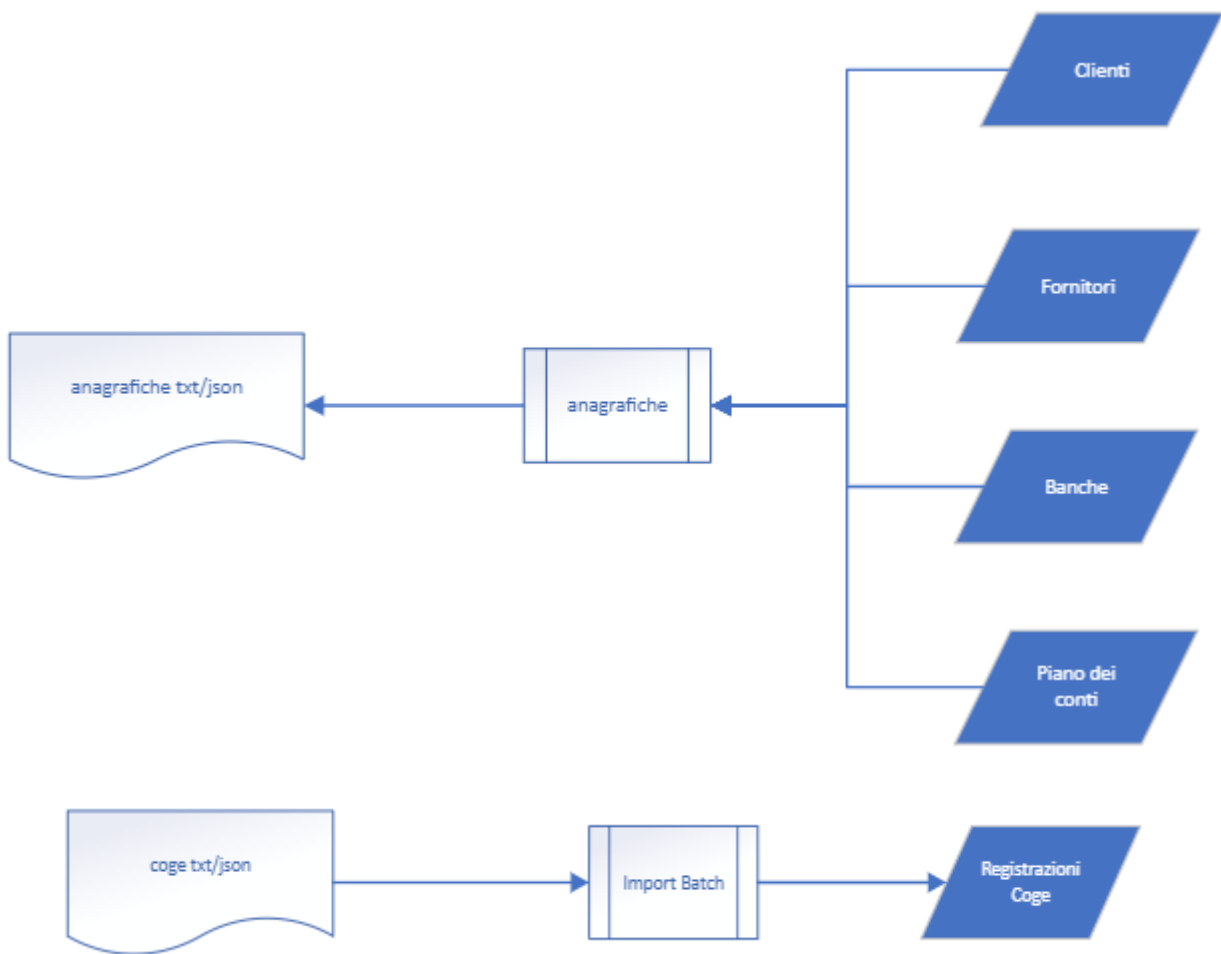 Clienti
Fornitori
anagrafiche txt/json
anagrafiche
Banche
Piano dei
conti
coge txt/json
Import Batch
Registrazioni
Coge